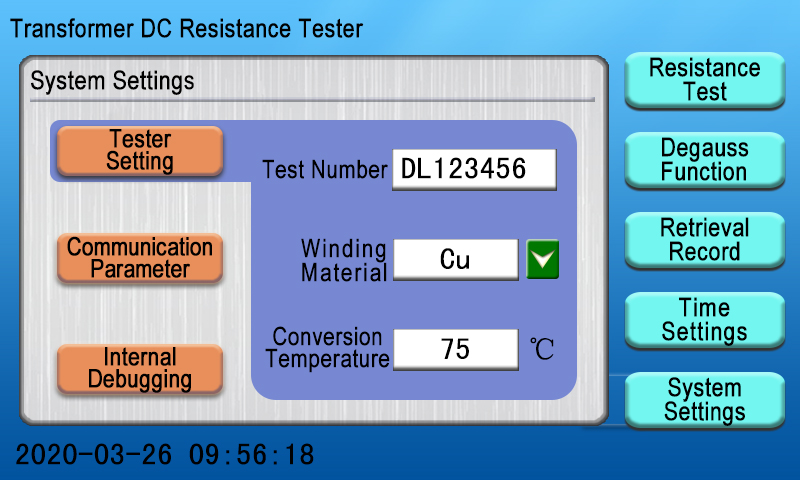 Transformer DC Resistance Tester
System Settings
Tester
Setting
Communication
Parameter
Internal
Debugging
Test Number DL123456
Winding
Material
Cu
Conversion
Temperature
75 ℃
Resistance
Test
Degauss
Function
Retrieval
Record
Time
Settings
System
Settings
2020-03-26 09:56:18